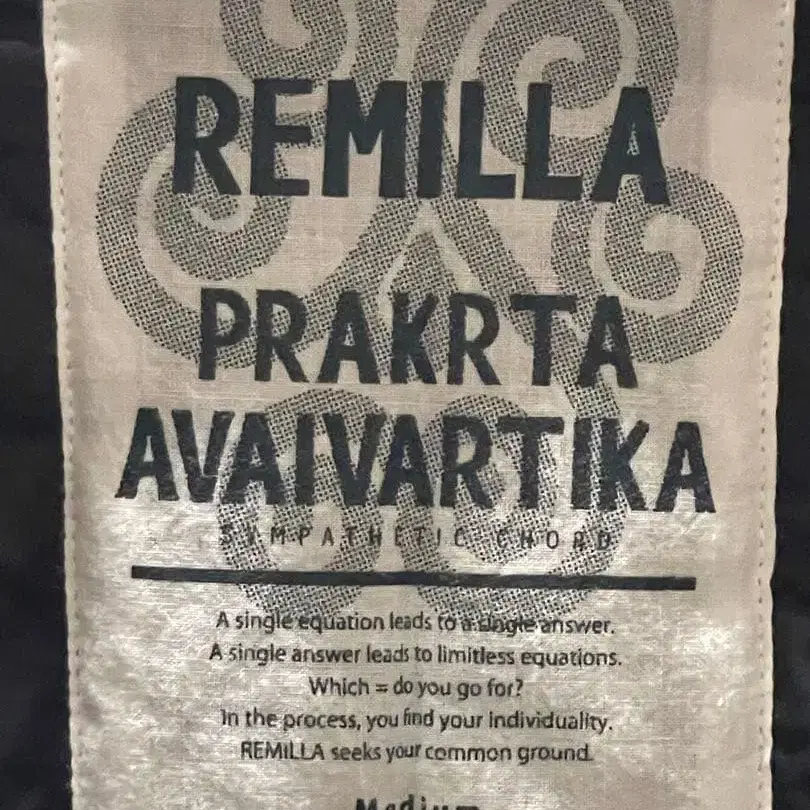 REMILLA
PRAKRTA
AVAIVARTIKA
SYMPATHETIC CHORD
A single equation leads to a single answer.
A single answer leads to limitless equations.
Which = do you go for?
In the process, you find your individuality.
REMILLA seeks your common ground.
Medium